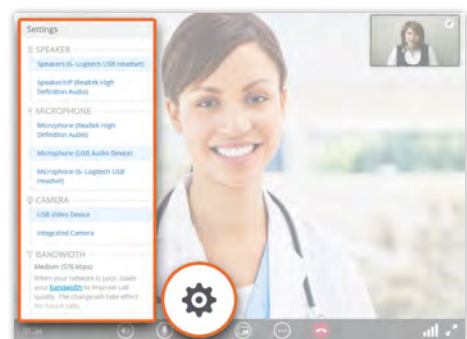 Settings
SPEAKER
Speakers (6- Logitech USB Headset)
Speaker/HP (Realtek High
Definition Audio)
MICROPHONE
Microphone (Realtek High
Definition Audio)
Microphone (USB Audio Device)
Microphone (6- Logitech USB
Headset)
CAMERA
USB Video Device
Integrated Camera
BANDWIDTH
Medium (576 kbps)
When your network is poor, lower
your bandwidth to improve call
quality. The change will take effect
for future calls.